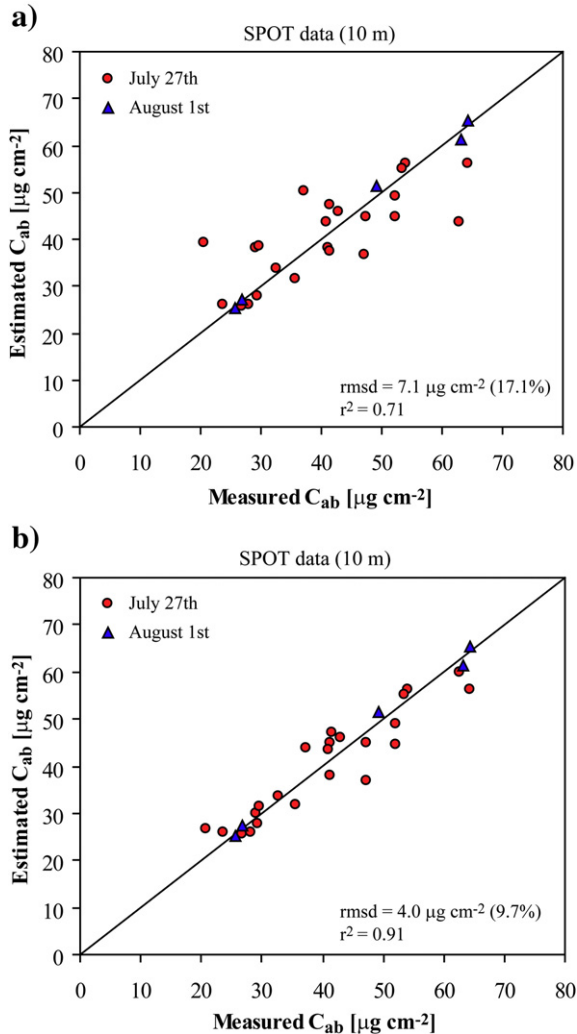 a)
SPOT data (10 m)
80
70
60
50
40
30
20
10
0
Estimated Cab [μg cm-2]
July 27th
August 1st
rmsd = 7.1 μg cm-2 (17.1%)
r2 = 0.71
0 10 20 30 40 50 60 70 80
Measured Cab [μg cm-2]
b)
SPOT data (10 m)
80
70
60
50
40
30
20
10
0
Estimated Cab [μg cm-2]
July 27th
August 1st
rmsd = 4.0 μg cm-2 (9.7%)
r2 = 0.91
0 10 20 30 40 50 60 70 80
Measured Cab [μg cm-2]